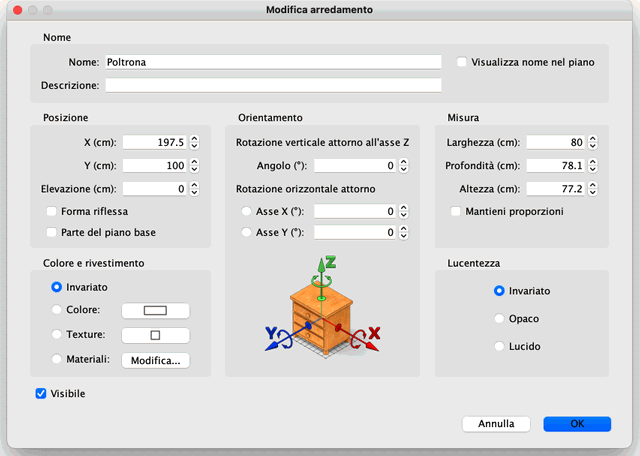 Modifica arredamento
Nome
Nome: Poltrona
Visualizza nome nel piano
Descrizione:
Posizione
X (cm): 197.5
Y (cm): 100
Elevazione (cm): 0
Forma riflessa
Parte del piano base
Orientamento
Rotazione verticale attorno all'asse Z
Angolo (°): 0
Rotazione orizzontale attorno
Asse X (°): 0
Asse Y (°): 0
Misura
Larghezza (cm): 80
Profondità (cm): 78.1
Altezza (cm): 77.2
Mantieni proporzioni
Colore e rivestimento
Invariato
Colore:
Texture:
Materiali: Modifica...
Z
Y
X
Lucentezza
Invariato
Opaco
Lucido
Visibile
Annulla
OK